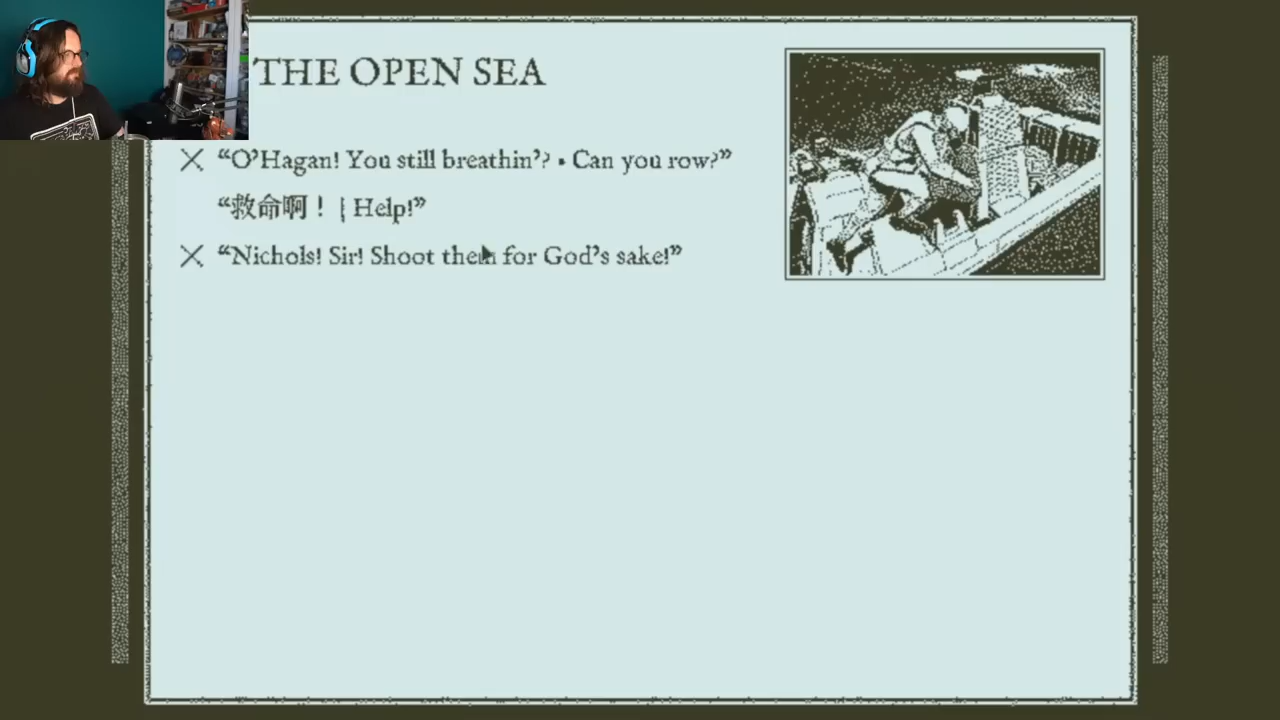 THE OPEN SEA
“O’Hagan! You still breathin’? • Can you row?”
“救命啊！ | Help!”
“Nichols! Sir! Shoot them for God’s sake!”